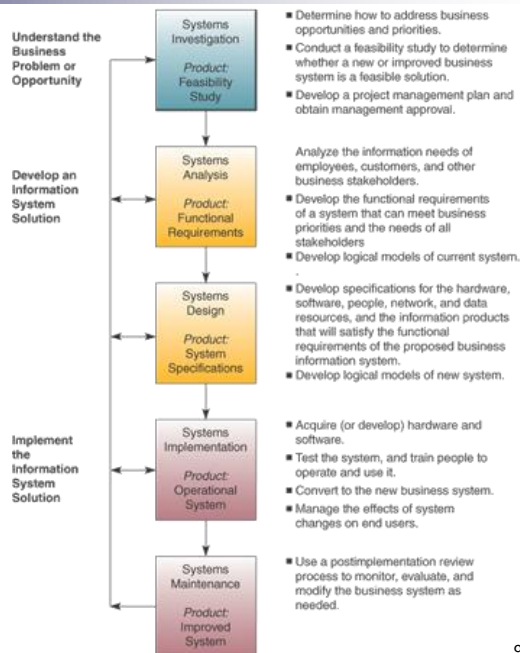 Understand the
Business
Problem or
Opportunity
Systems
Investigation
Product:
Feasibility
Study
■ Determine how to address business
opportunities and priorities.
■ Conduct a feasibility study to determine
whether a new or improved business
system is a feasible solution.
■ Develop a project management plan and
obtain management approval.
Develop an
Information
System
Solution
Systems
Analysis
Product:
Functional
Requirements
Analyze the information needs of
employees, customers, and other
business stakeholders.
■ Develop the functional requirements
of a system that can meet business
priorities and the needs of all
stakeholders
■ Develop logical models of current system.
.
Systems
Design
Product:
System
Specifications
■ Develop specifications for the hardware,
software, people, network, and data
resources, and the information products
that will satisfy the functional
requirements of the proposed business
information system.
■ Develop logical models of new system.
Implement
the
Information
System
Solution
Systems
Implementation
Product:
Operational
System
■ Acquire (or develop) hardware and
software.
■ Test the system, and train people to
operate and use it.
■ Convert to the new business system.
■ Manage the effects of system
changes on end users.
Systems
Maintenance
Product:
Improved
System
■ Use a postimplementation review
process to monitor, evaluate, and
modify the business system as
needed.